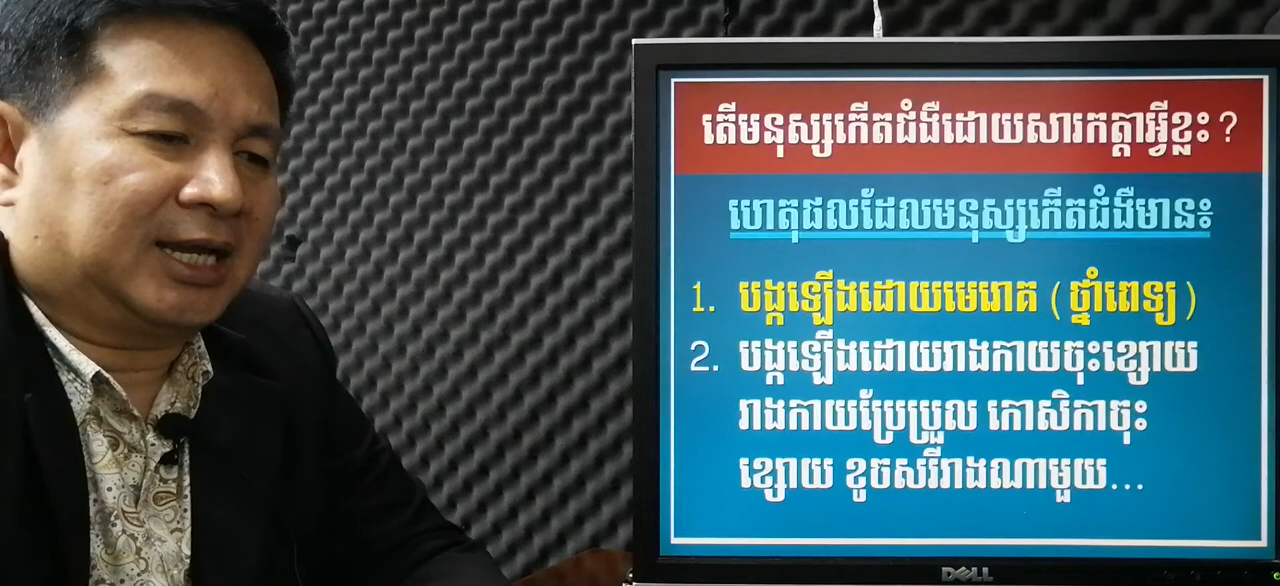 តើមនុស្សកើតជំងឺដោយសារកត្តាអ្វីខ្លះ?
ហេតុផលដែលមនុស្សកើតជំងឺមាន៖
1. បង្កឡើងដោយមេរោគ (ថ្នាំពេទ្យ)
2. បង្កឡើងដោយរាងកាយចុះខ្សោយ
រាងកាយប្រែប្រួល កោសិកាចុះ
ខ្សោយ ខូចសរីរាងណាមួយ...
DELL